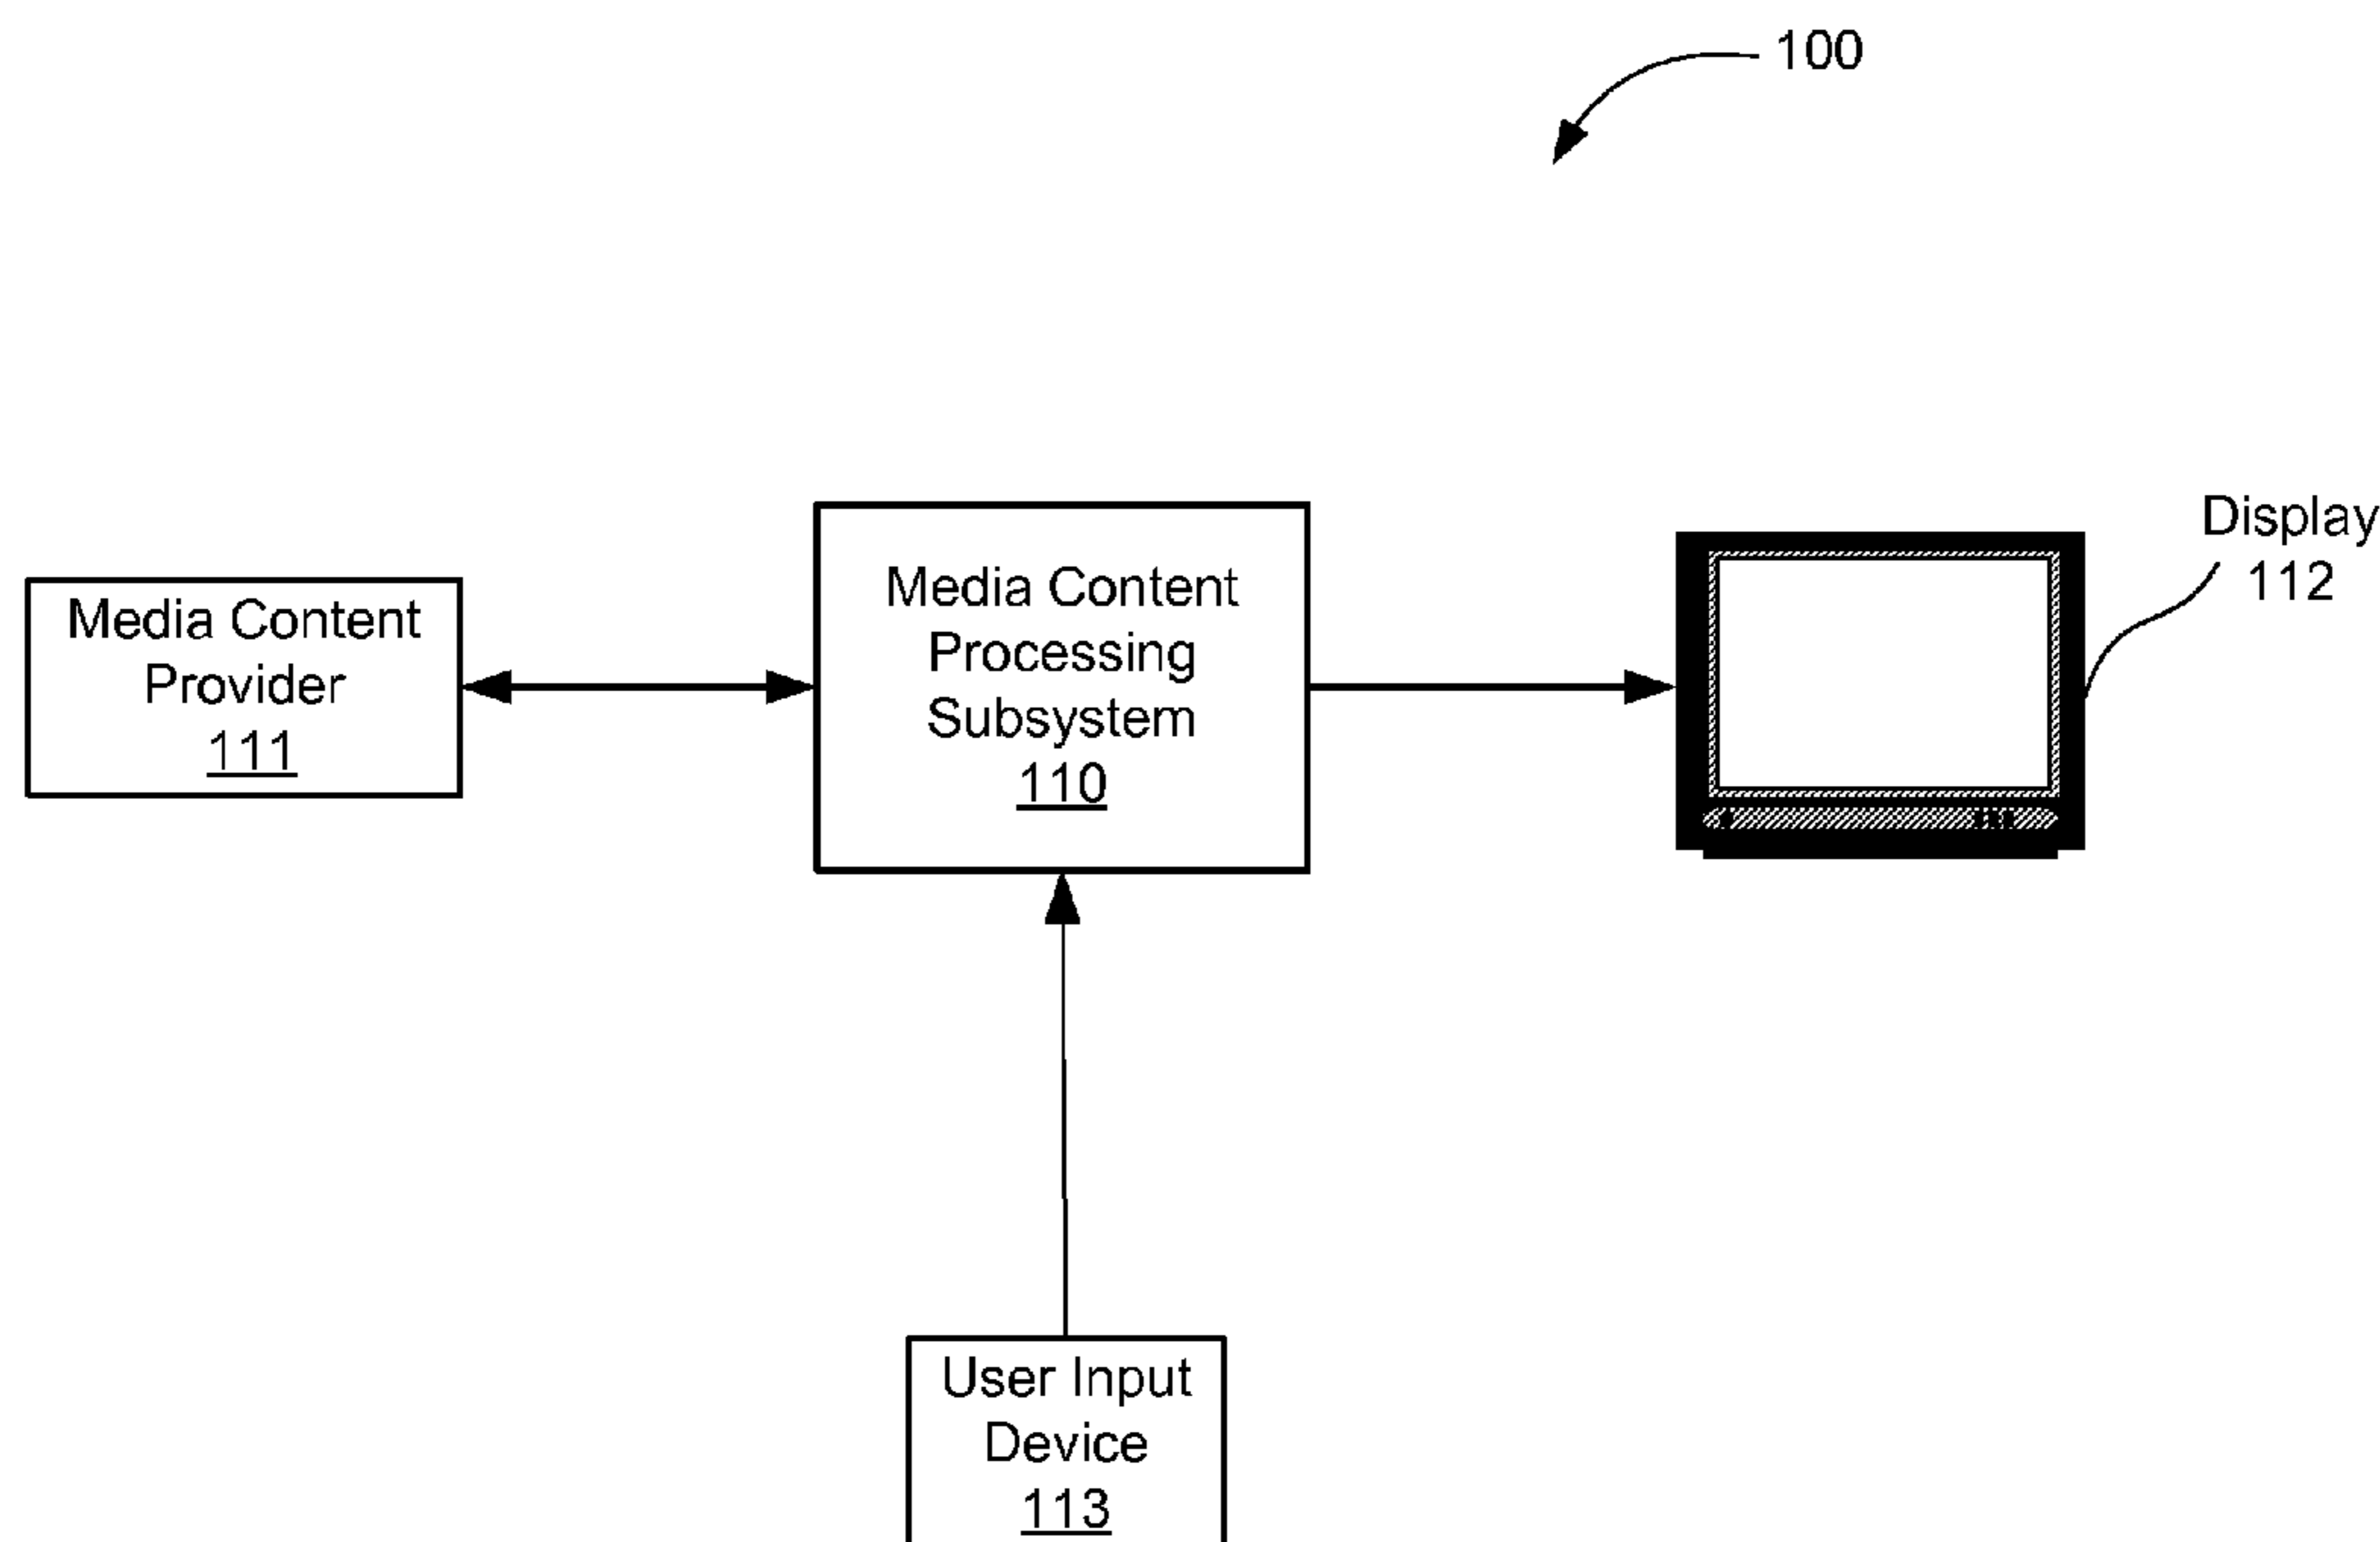 100
Media Content
Provider
111
Media Content
Processing
Subsystem
110
Display
112
User Input
Device
113